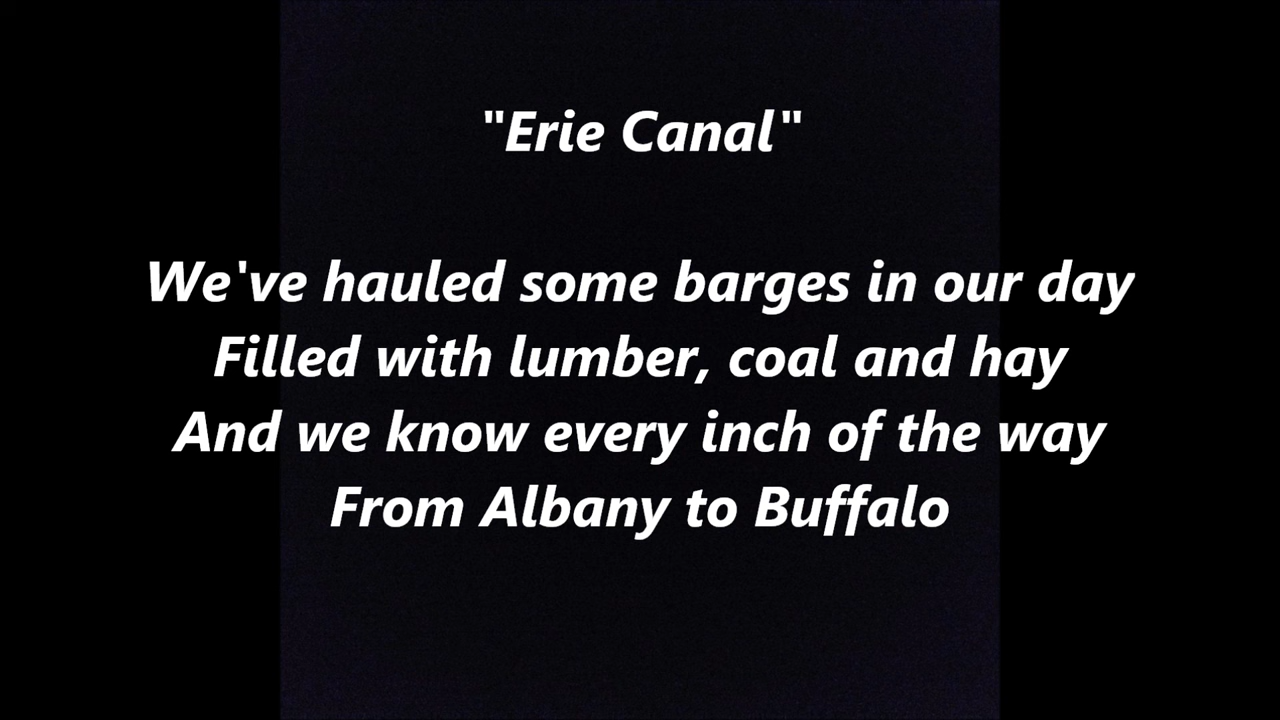 "Erie Canal"
We've hauled some barges in our day
Filled with lumber, coal and hay
And we know every inch of the way
From Albany to Buffalo